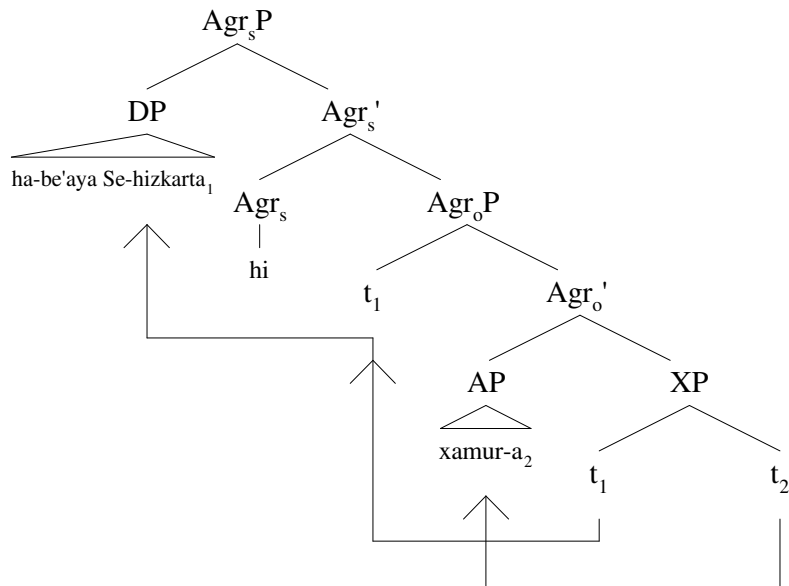 AgrₛP
DP Agrₛ'
ha-be'aya Se-hizkarta₁
Agrₛ AgrₒP
hi
t₁ Agrₒ'
AP XP
xamur-a₂
t₁ t₂